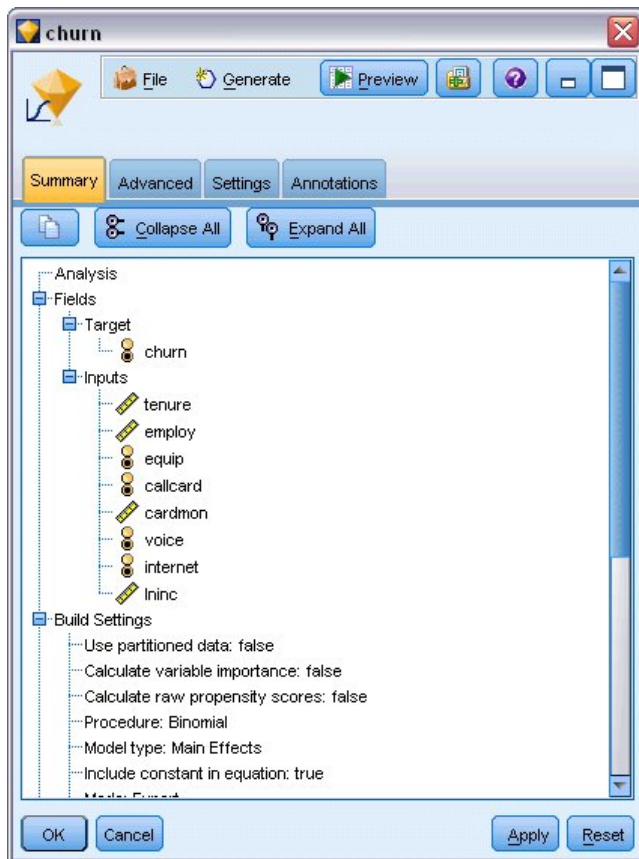 churn
File Generate Preview
Summary Advanced Settings Annotations
Collapse All Expand All
Analysis
Fields
Target
churn
Inputs
tenure
employ
equip
callcard
cardmon
voice
internet
lninc
Build Settings
Use partitioned data: false
Calculate variable importance: false
Calculate raw propensity scores: false
Procedure: Binomial
Model type: Main Effects
Include constant in equation: true
Mode: Expert
OK Cancel Apply Reset